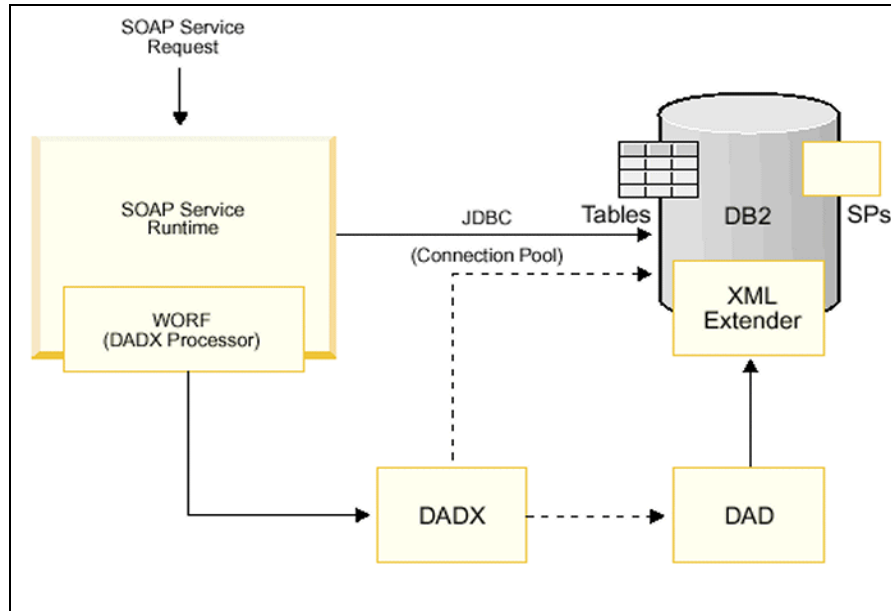 SOAP Service
Request
SOAP Service
Runtime
WORF
(DADX Processor)
JDBC
(Connection Pool)
Tables
DB2
SPs
XML
Extender
DADX
DAD